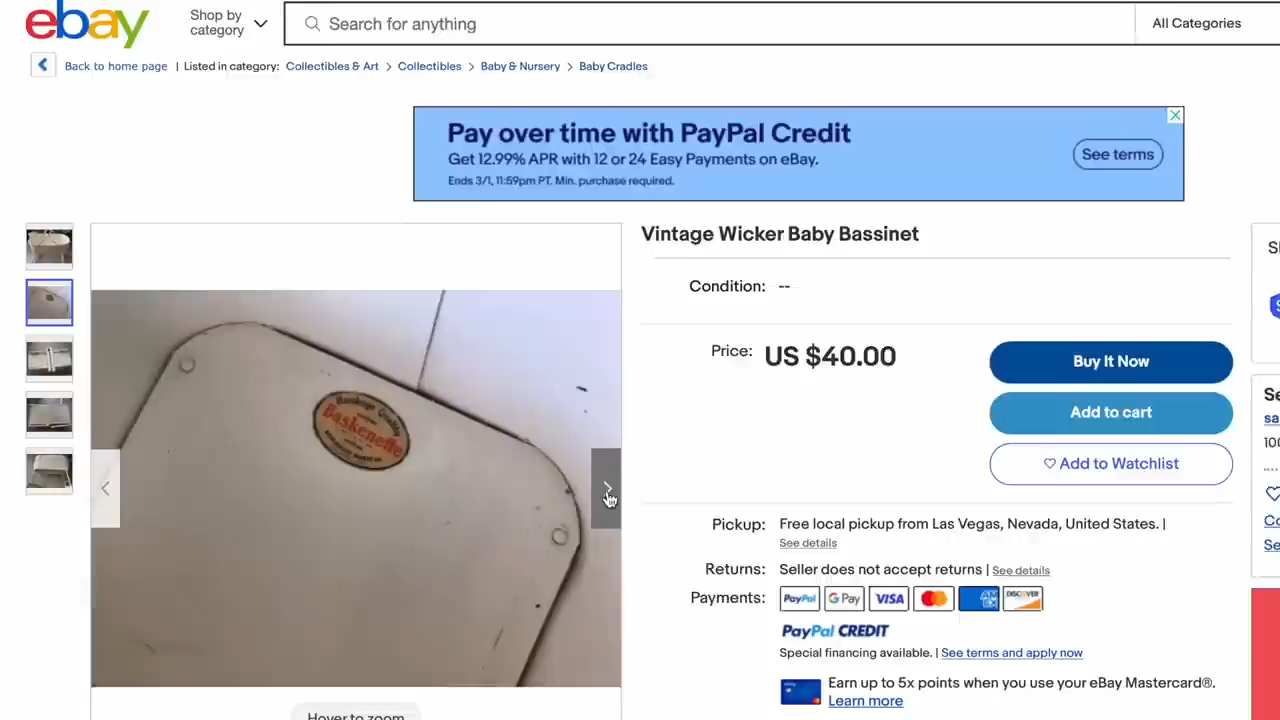 ebay
Shop by
category
Search for anything
All Categories
Back to home page | Listed in category: Collectibles & Art > Collectibles > Baby & Nursery > Baby Cradles
Pay over time with PayPal Credit
Get 12.99% APR with 12 or 24 Easy Payments on eBay.
Ends 3/1, 11:59pm PT. Min. purchase required.
See terms
Vintage Wicker Baby Bassinet
Condition: --
Price: US $40.00
Buy It Now
Add to cart
Add to Watchlist
Baskenette
Pickup: Free local pickup from Las Vegas, Nevada, United States. |
See details
Returns: Seller does not accept returns | See details
Payments: PayPal G Pay VISA AM EX DISCOVER
PayPal CREDIT
Special financing available. | See terms and apply now
Earn up to 5x points when you use your eBay Mastercard®.
Learn more
Hover to zoom